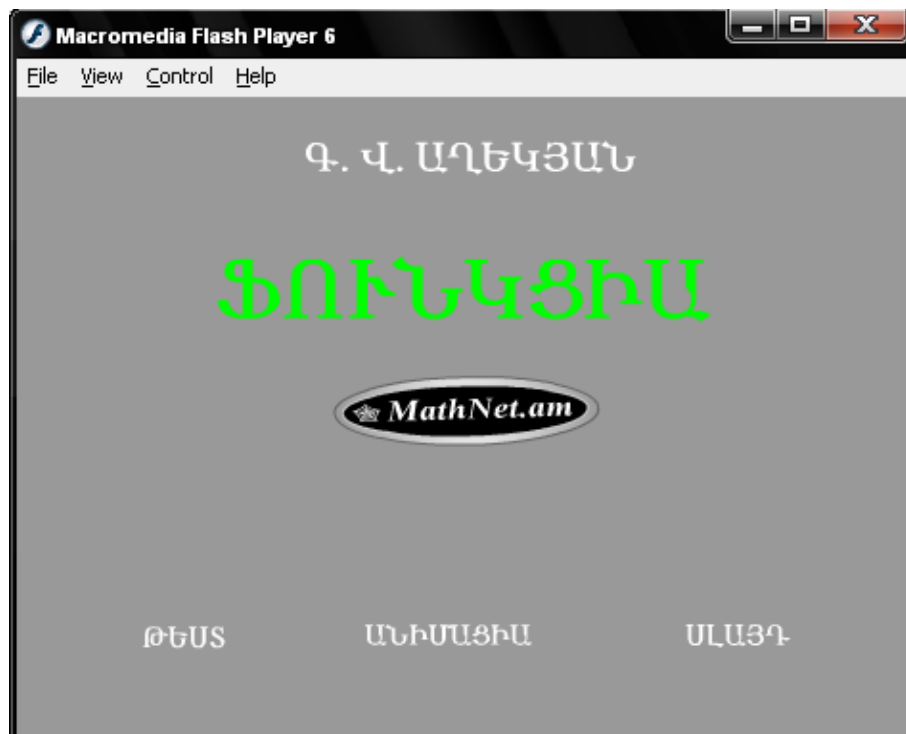 Macromedia Flash Player 6
File View Control Help
Գ. Վ. ԱՂԵԿՅԱՆ
ՖՈՒՆԿՑԻԱ
MathNet.am
ԹԵՍՏ ԱՆԻՄԱՑԻԱ ՍԼԱՅԴ